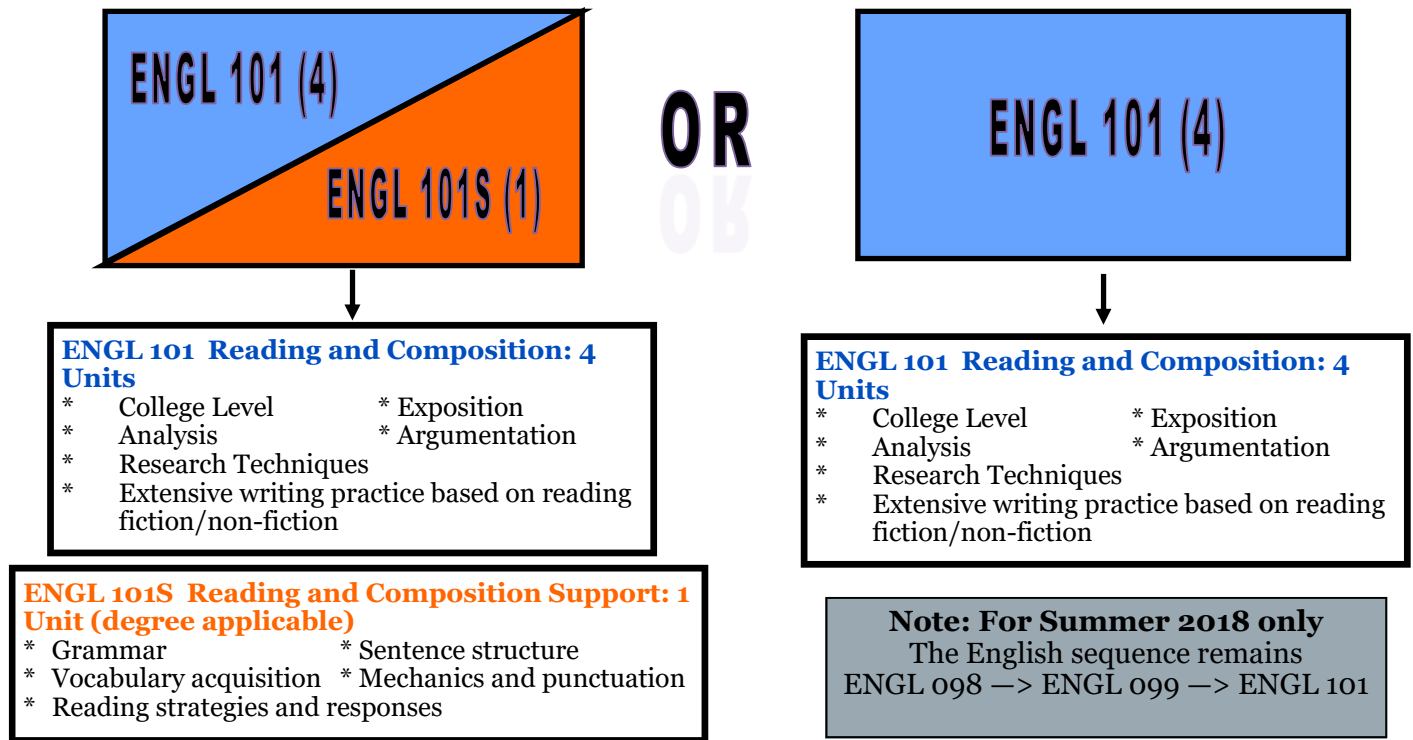 ENGL 101 (4)
ENGL 101S (1)
OR
ENGL 101 (4)
ENGL 101 Reading and Composition: 4
Units
* College Level * Exposition
* Analysis * Argumentation
* Research Techniques
* Extensive writing practice based on reading
fiction/non-fiction
ENGL 101S Reading and Composition Support: 1
Unit (degree applicable)
* Grammar * Sentence structure
* Vocabulary acquisition * Mechanics and punctuation
* Reading strategies and responses
ENGL 101 Reading and Composition: 4
Units
* College Level * Exposition
* Analysis * Argumentation
* Research Techniques
* Extensive writing practice based on reading
fiction/non-fiction
Note: For Summer 2018 only
The English sequence remains
ENGL 098 —> ENGL 099 —> ENGL 101